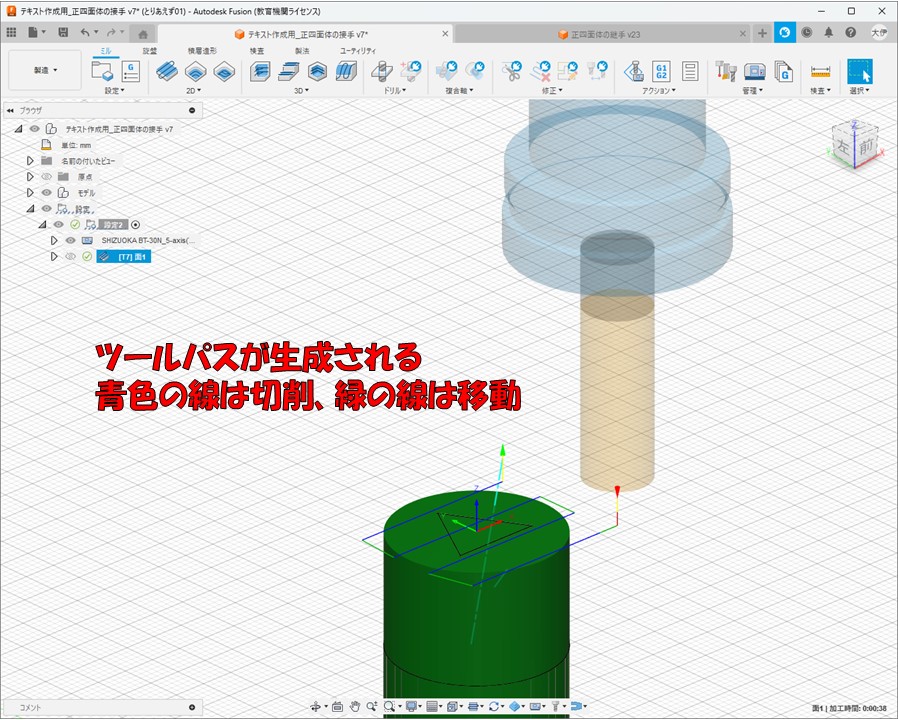 テキスト作成用_正四面体の接手 v7* (とりあえず01) - Autodesk Fusion (教育機関ライセンス)
テキスト作成用_正四面体の接手 v7*
正四面体の継手 v23
大伊
ミル 旋盤 積層造形 検査 製法 ユーティリティ
製造
設定 2D 3D ドリル 複合軸 修正 アクション 管理 検査 選択
G1
G2
ブラウザ
テキスト作成用_正四面体の接手 v7
単位: mm
名前の付いたビュー
原点
モデル
設定
設定2
SHIZUOKA BT-30N_5-axis(...
[T7] 面1
左 前
Z
ツールパスが生成される
青色の線は切削、緑の線は移動
Z
コメント
面1 | 加工時間: 0:00:38